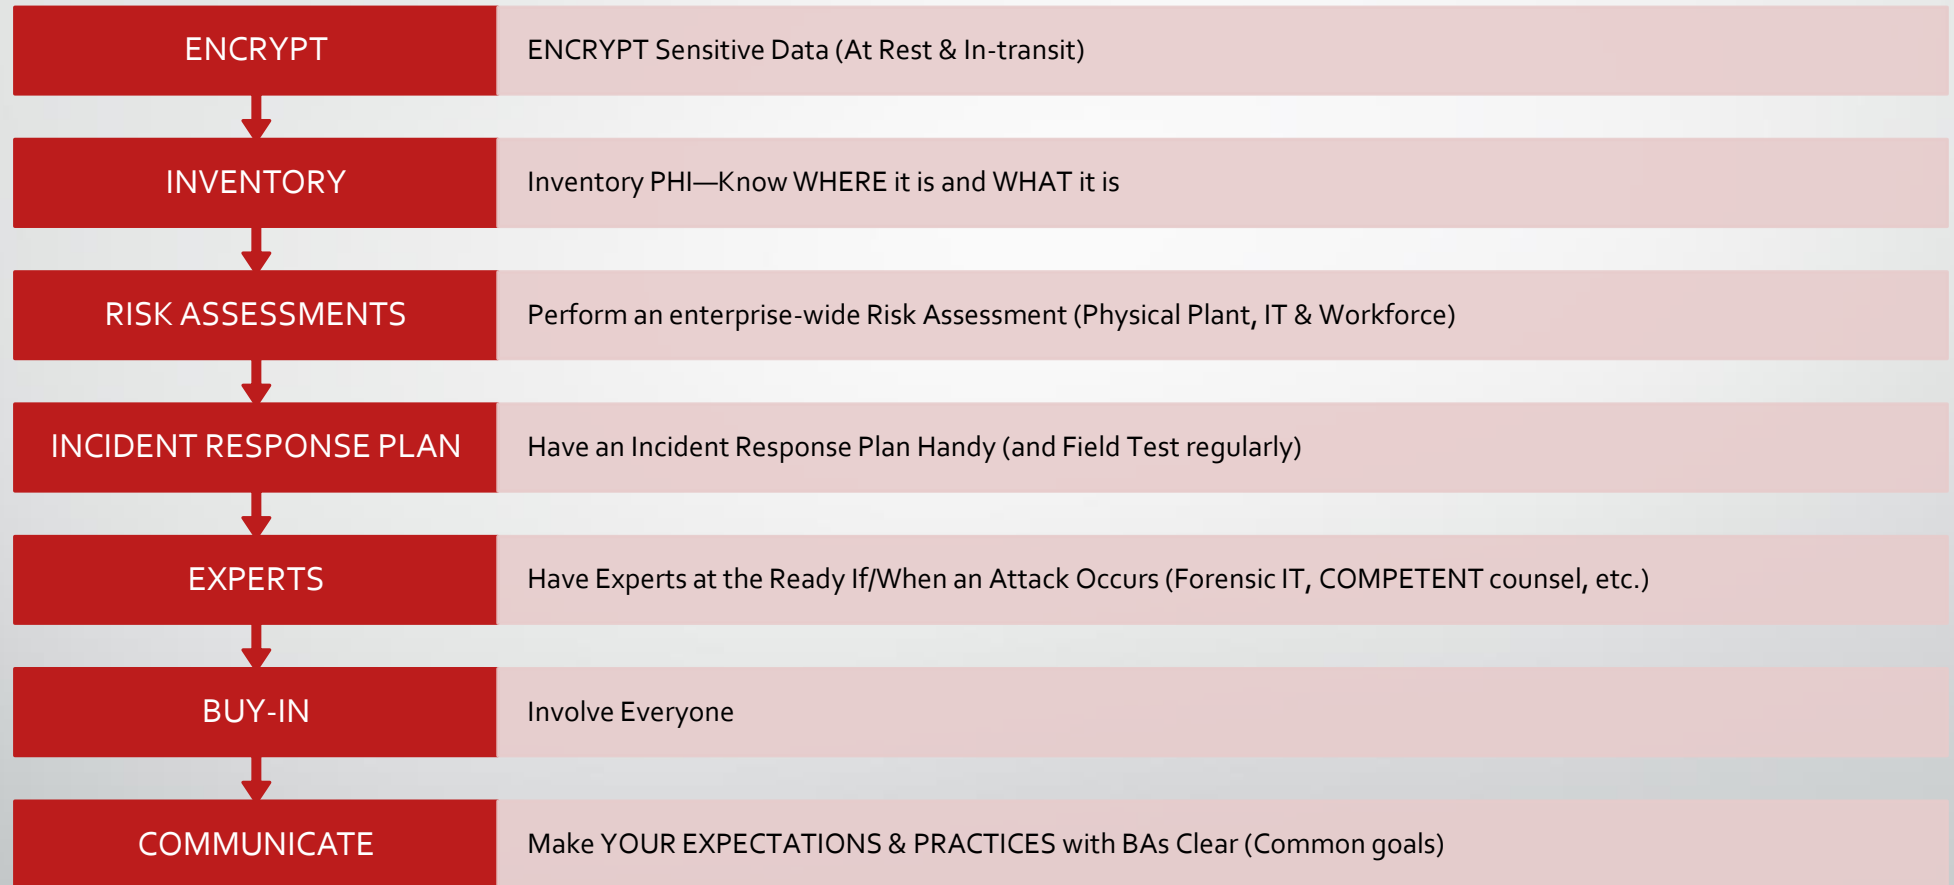 ENCRYPT
ENCRYPT Sensitive Data (At Rest & In-transit)
INVENTORY
Inventory PHI—Know WHERE it is and WHAT it is
RISK ASSESSMENTS
Perform an enterprise-wide Risk Assessment (Physical Plant, IT & Workforce)
INCIDENT RESPONSE PLAN
Have an Incident Response Plan Handy (and Field Test regularly)
EXPERTS
Have Experts at the Ready If/When an Attack Occurs (Forensic IT, COMPETENT counsel, etc.)
BUY-IN
Involve Everyone
COMMUNICATE
Make YOUR EXPECTATIONS & PRACTICES with BAs Clear (Common goals)